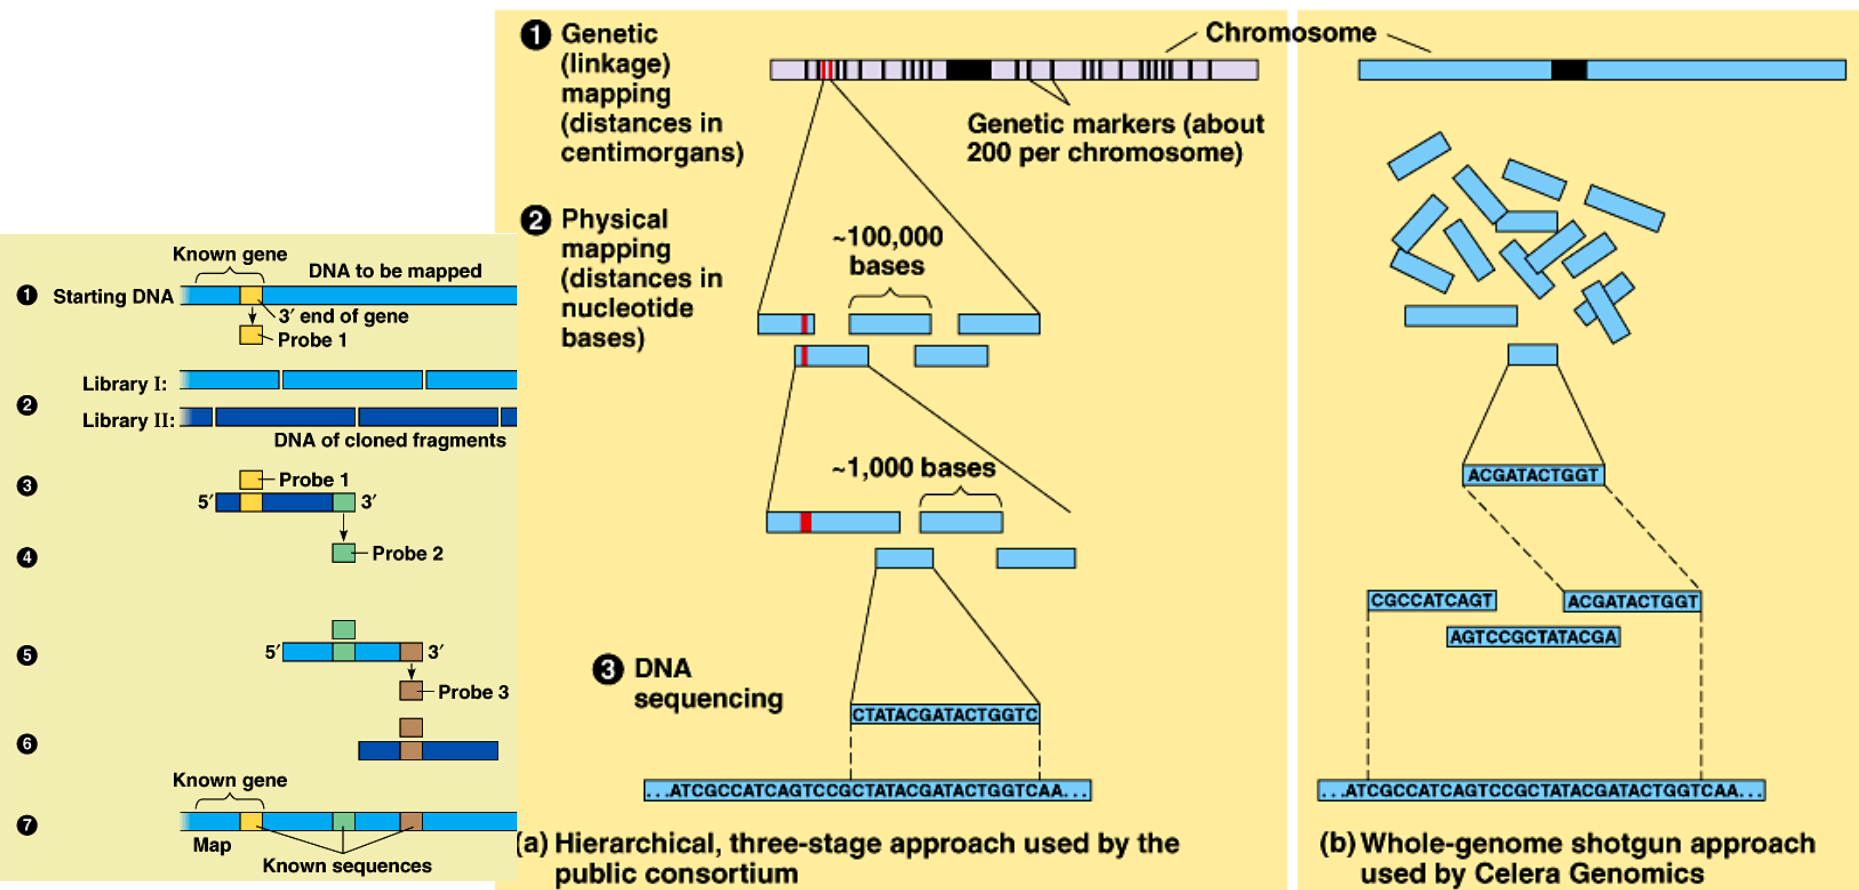 Known gene
DNA to be mapped
1 Starting DNA
3′ end of gene
Probe 1
Library I:
2
Library II:
DNA of cloned fragments
3 Probe 1
5′ 3′
4 Probe 2
5 5′ 3′
Probe 3
6
Known gene
7
Map
Known sequences
1 Genetic
(linkage)
mapping
(distances in
centimorgans)
Chromosome
Genetic markers (about
200 per chromosome)
2 Physical
mapping
(distances in
nucleotide
bases)
~100,000
bases
~1,000 bases
3 DNA
sequencing
CTATACGATACTGGTC
...ATCGCCATCAGTCCGCTATACGATACTGGTCAA...
(a) Hierarchical, three-stage approach used by the
public consortium
ACGATACTGGT
CGCCATCAGT ACGATACTGGT
AGTCCGCTATACGA
...ATCGCCATCAGTCCGCTATACGATACTGGTCAA...
(b) Whole-genome shotgun approach
used by Celera Genomics